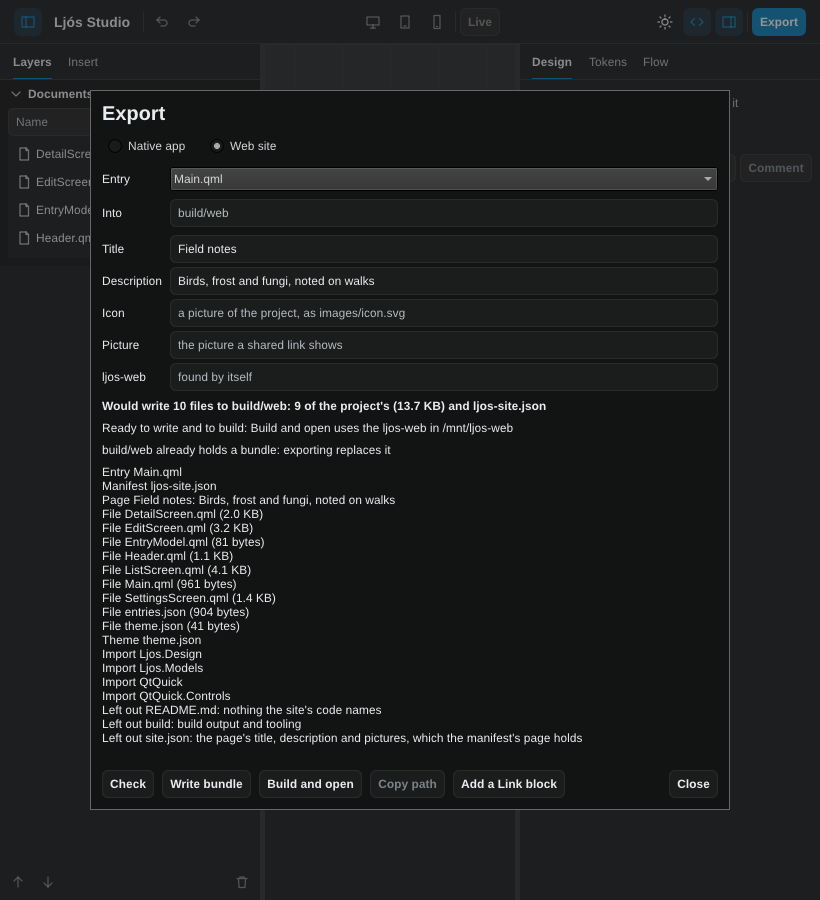 Ljós Studio
Live
Export
Layers
Insert
Design
Tokens
Flow
Documents
Name
DetailScre
EditScreen
EntryMode
Header.qm
it
Comment
Export
Native app
Web site
Entry
Main.qml
Into
build/web
Title
Field notes
Description
Birds, frost and fungi, noted on walks
Icon
a picture of the project, as images/icon.svg
Picture
the picture a shared link shows
ljos-web
found by itself
Would write 10 files to build/web: 9 of the project's (13.7 KB) and ljos-site.json
Ready to write and to build: Build and open uses the ljos-web in /mnt/ljos-web
build/web already holds a bundle: exporting replaces it
Entry Main.qml
Manifest ljos-site.json
Page Field notes: Birds, frost and fungi, noted on walks
File DetailScreen.qml (2.0 KB)
File EditScreen.qml (3.2 KB)
File EntryModel.qml (81 bytes)
File Header.qml (1.1 KB)
File ListScreen.qml (4.1 KB)
File Main.qml (961 bytes)
File SettingsScreen.qml (1.4 KB)
File entries.json (904 bytes)
File theme.json (41 bytes)
Theme theme.json
Import Ljos.Design
Import Ljos.Models
Import QtQuick
Import QtQuick.Controls
Left out README.md: nothing the site's code names
Left out build: build output and tooling
Left out site.json: the page's title, description and pictures, which the manifest's page holds
Check
Write bundle
Build and open
Copy path
Add a Link block
Close